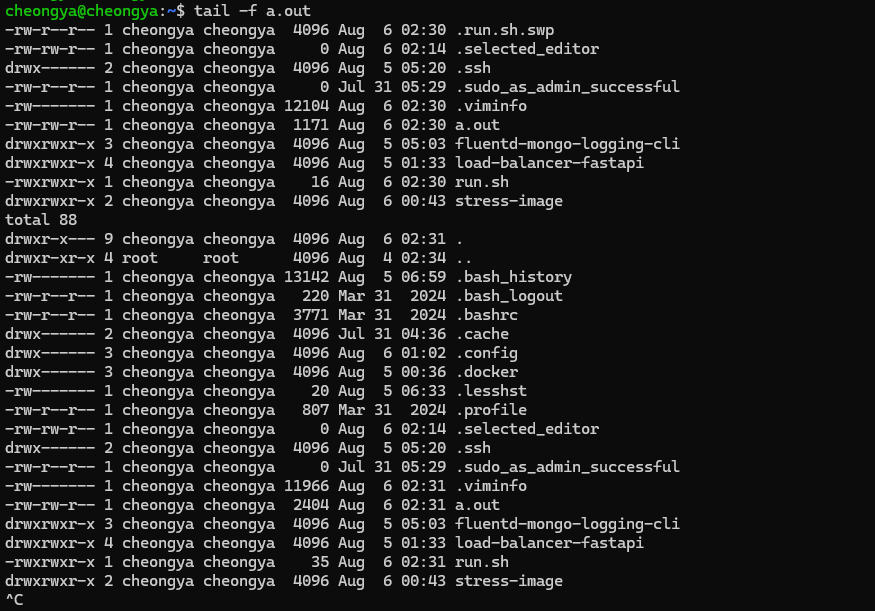 cheongya@cheongya:~$ tail -f a.out
-rw-r--r-- 1 cheongya cheongya  4096 Aug  6 02:30 .run.sh.swp
-rw-rw-r-- 1 cheongya cheongya     0 Aug  6 02:14 .selected_editor
drwx------ 2 cheongya cheongya  4096 Aug  5 05:20 .ssh
-rw-r--r-- 1 cheongya cheongya     0 Jul 31 05:29 .sudo_as_admin_successful
-rw------- 1 cheongya cheongya 12104 Aug  6 02:30 .viminfo
-rw-rw-r-- 1 cheongya cheongya  1171 Aug  6 02:30 a.out
drwxrwxr-x 3 cheongya cheongya  4096 Aug  5 05:03 fluentd-mongo-logging-cli
drwxrwxr-x 4 cheongya cheongya  4096 Aug  5 01:33 load-balancer-fastapi
-rwxrwxr-x 1 cheongya cheongya    16 Aug  6 02:30 run.sh
drwxrwxr-x 2 cheongya cheongya  4096 Aug  6 00:43 stress-image
total 88
drwxr-x--- 9 cheongya cheongya  4096 Aug  6 02:31 .
drwxr-xr-x 4 root     root      4096 Aug  4 02:34 ..
-rw------- 1 cheongya cheongya 13142 Aug  5 06:59 .bash_history
-rw-r--r-- 1 cheongya cheongya   220 Mar 31  2024 .bash_logout
-rw-r--r-- 1 cheongya cheongya  3771 Mar 31  2024 .bashrc
drwx------ 2 cheongya cheongya  4096 Jul 31 04:36 .cache
drwx------ 3 cheongya cheongya  4096 Aug  6 01:02 .config
drwx------ 3 cheongya cheongya  4096 Aug  5 00:36 .docker
-rw------- 1 cheongya cheongya    20 Aug  5 06:33 .lesshst
-rw-r--r-- 1 cheongya cheongya   807 Mar 31  2024 .profile
-rw-rw-r-- 1 cheongya cheongya     0 Aug  6 02:14 .selected_editor
drwx------ 2 cheongya cheongya  4096 Aug  5 05:20 .ssh
-rw-r--r-- 1 cheongya cheongya     0 Jul 31 05:29 .sudo_as_admin_successful
-rw------- 1 cheongya cheongya 11966 Aug  6 02:31 .viminfo
-rw-rw-r-- 1 cheongya cheongya  2404 Aug  6 02:31 a.out
drwxrwxr-x 3 cheongya cheongya  4096 Aug  5 05:03 fluentd-mongo-logging-cli
drwxrwxr-x 4 cheongya cheongya  4096 Aug  5 01:33 load-balancer-fastapi
-rwxrwxr-x 1 cheongya cheongya    35 Aug  6 02:31 run.sh
drwxrwxr-x 2 cheongya cheongya  4096 Aug  6 00:43 stress-image
^C